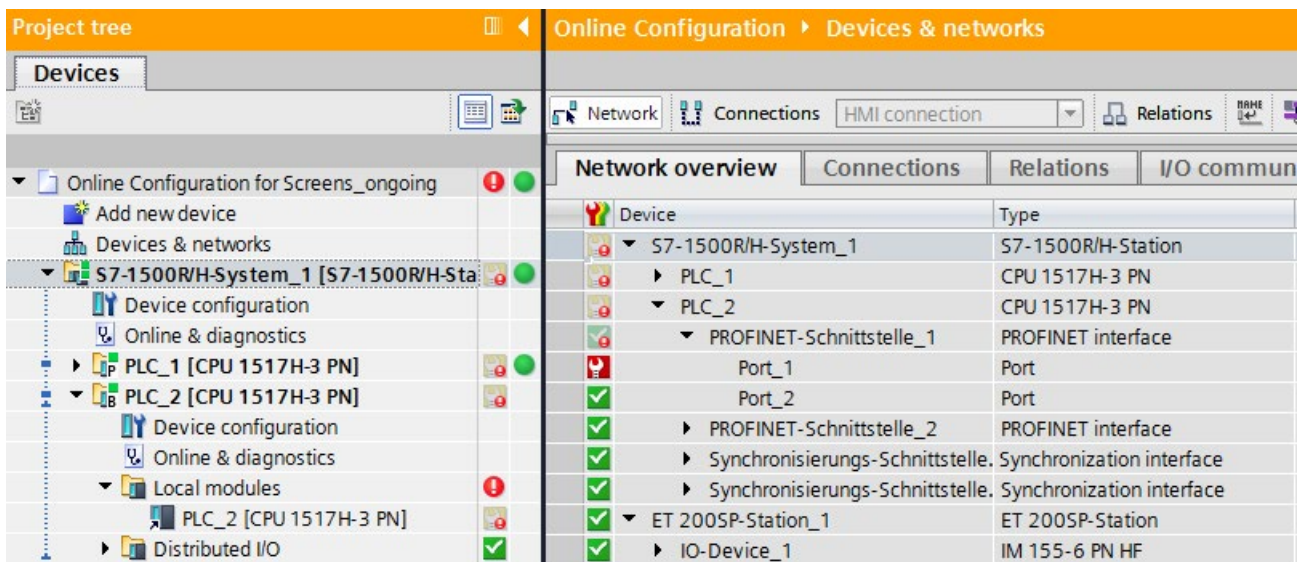 Project tree
Devices
Online Configuration for Screens_ongoing
Add new device
Devices & networks
S7-1500R/H-System_1 [S7-1500R/H-Sta
Device configuration
Online & diagnostics
PLC_1 [CPU 1517H-3 PN]
PLC_2 [CPU 1517H-3 PN]
Device configuration
Online & diagnostics
Local modules
PLC_2 [CPU 1517H-3 PN]
Distributed I/O
Online Configuration Devices & networks
Network Connections HMI connection Relations NAME
Network overview Connections Relations I/O commun
Device Type
S7-1500R/H-System_1 S7-1500R/H-Station
PLC_1 CPU 1517H-3 PN
PLC_2 CPU 1517H-3 PN
PROFINET-Schnittstelle_1 PROFINET interface
Port_1 Port
Port_2 Port
PROFINET-Schnittstelle_2 PROFINET interface
Synchronisierungs-Schnittstelle. Synchronization interface
Synchronisierungs-Schnittstelle. Synchronization interface
ET 200SP-Station_1 ET 200SP-Station
IO-Device_1 IM 155-6 PN HF